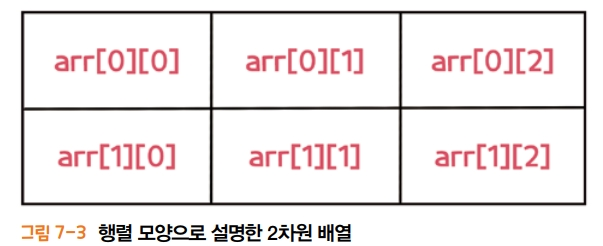 arr[0][0] arr[0][1] arr[0][2]
arr[1][0] arr[1][1] arr[1][2]
그림 7-3 행렬 모양으로 설명한 2차원 배열